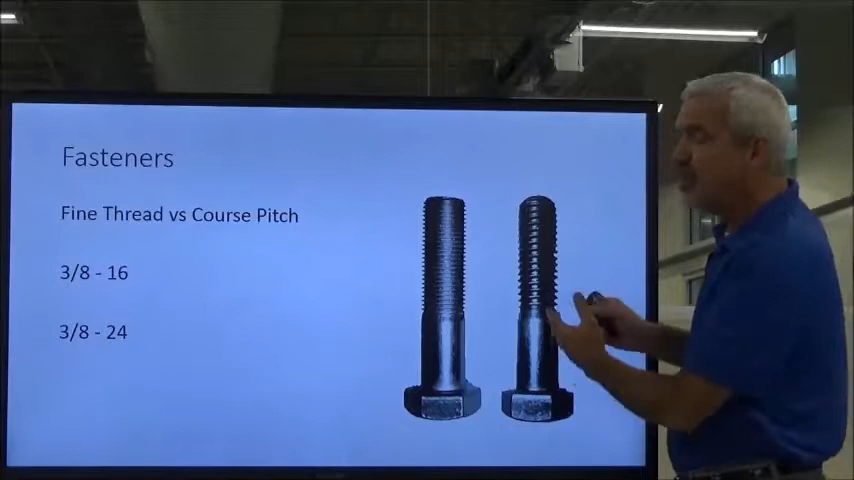 Fasteners
Fine Thread vs Course Pitch
3/8 - 16
3/8 - 24